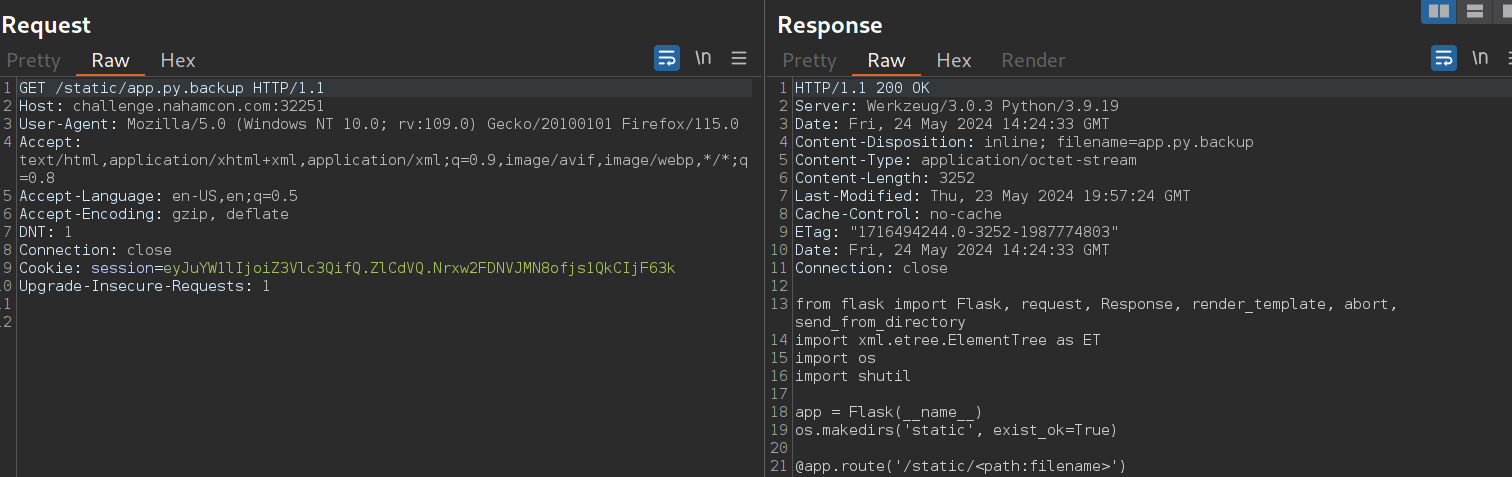 Request
Pretty Raw Hex \n
1 GET /static/app.py.backup HTTP/1.1
2 Host: challenge.nahamcon.com:32251
3 User-Agent: Mozilla/5.0 (Windows NT 10.0; rv:109.0) Gecko/20100101 Firefox/115.0
4 Accept:
text/html,application/xhtml+xml,application/xml;q=0.9,image/avif,image/webp,*/*;q
=0.8
5 Accept-Language: en-US,en;q=0.5
6 Accept-Encoding: gzip, deflate
7 DNT: 1
8 Connection: close
9 Cookie: session=eyJuYW1lIjoiZ3Vlc3QifQ.ZlCdVQ.Nrxw2FDNVJMN8ofjs1QkCIjF63k
.0 Upgrade-Insecure-Requests: 1
.1
.2
Response
Pretty Raw Hex Render \n
1 HTTP/1.1 200 OK
2 Server: Werkzeug/3.0.3 Python/3.9.19
3 Date: Fri, 24 May 2024 14:24:33 GMT
4 Content-Disposition: inline; filename=app.py.backup
5 Content-Type: application/octet-stream
6 Content-Length: 3252
7 Last-Modified: Thu, 23 May 2024 19:57:24 GMT
8 Cache-Control: no-cache
9 ETag: "1716494244.0-3252-1987774803"
10 Date: Fri, 24 May 2024 14:24:33 GMT
11 Connection: close
12
13 from flask import Flask, request, Response, render_template, abort,
send_from_directory
14 import xml.etree.ElementTree as ET
15 import os
16 import shutil
17
18 app = Flask(__name__)
19 os.makedirs('static', exist_ok=True)
20
21 @app.route('/static/<path:filename>')